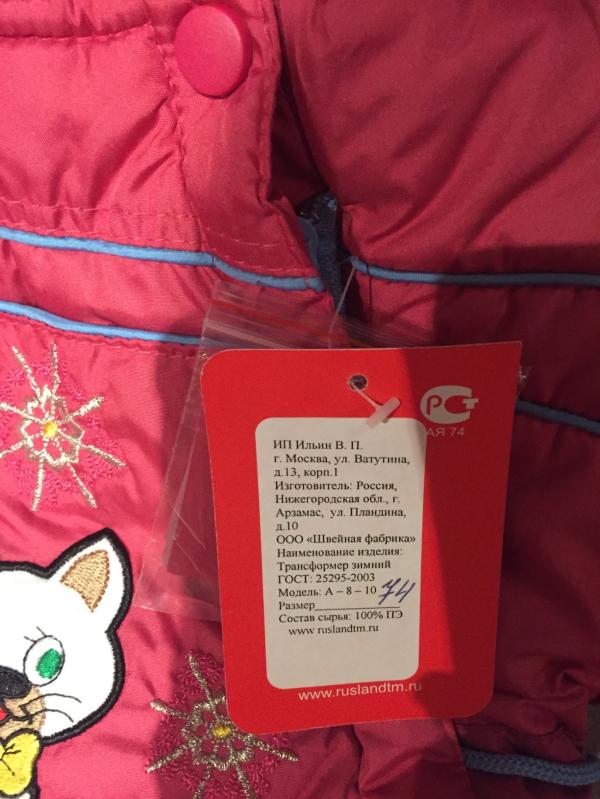 РСТ
АЯ 74
ИП Ильин В. П.
г. Москва, ул. Ватутина,
д.13, корп.1
Изготовитель: Россия,
Нижегородская обл., г.
Арзамас, ул. Пландина,
д.10
ООО «Швейная фабрика»
Наименование изделия:
Трансформер зимний
ГОСТ: 25295-2003
Модель: А – 8 – 10
Размер 74
Состав сырья: 100% ПЭ
www ruslandtm.ru
www.ruslandtm.ru